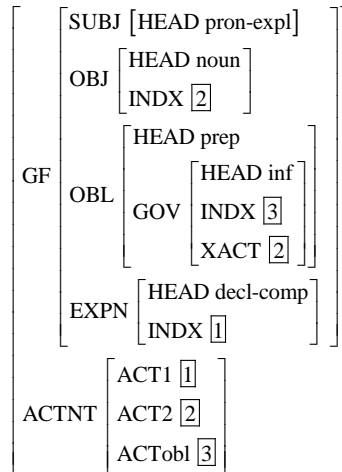 SUBJ [HEAD pron-expl]
OBJ
HEAD noun
INDX 2
GF
OBL
HEAD prep
GOV
HEAD inf
INDX 3
XACT 2
EXPN
HEAD decl-comp
INDX 1
ACTNT
ACT1 1
ACT2 2
ACTobl 3